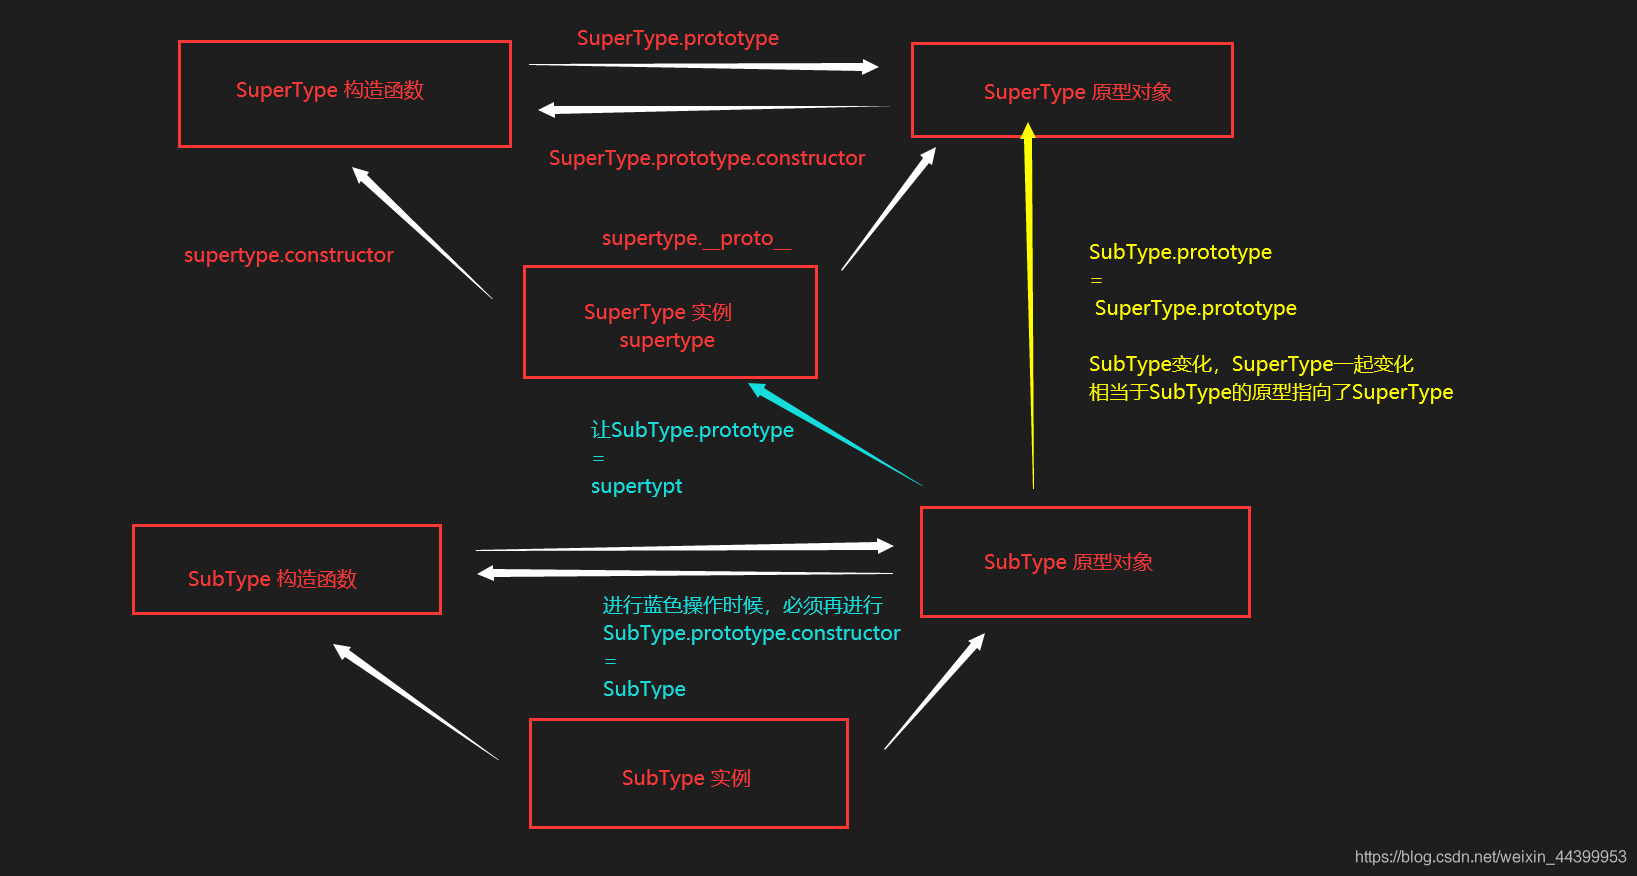 SuperType.prototype
SuperType 构造函数
SuperType 原型对象
SuperType.prototype.constructor
supertype.__proto__
supertype.constructor
SuperType 实例
supertype
SubType.prototype
=
SuperType.prototype
SubType变化，SuperType一起变化
相当于SubType的原型指向了SuperType
让SubType.prototype
=
supertypt
SubType 构造函数
SubType 原型对象
进行蓝色操作时候，必须再进行
SubType.prototype.constructor
=
SubType
SubType 实例
https://blog.csdn.net/weixin_44399953